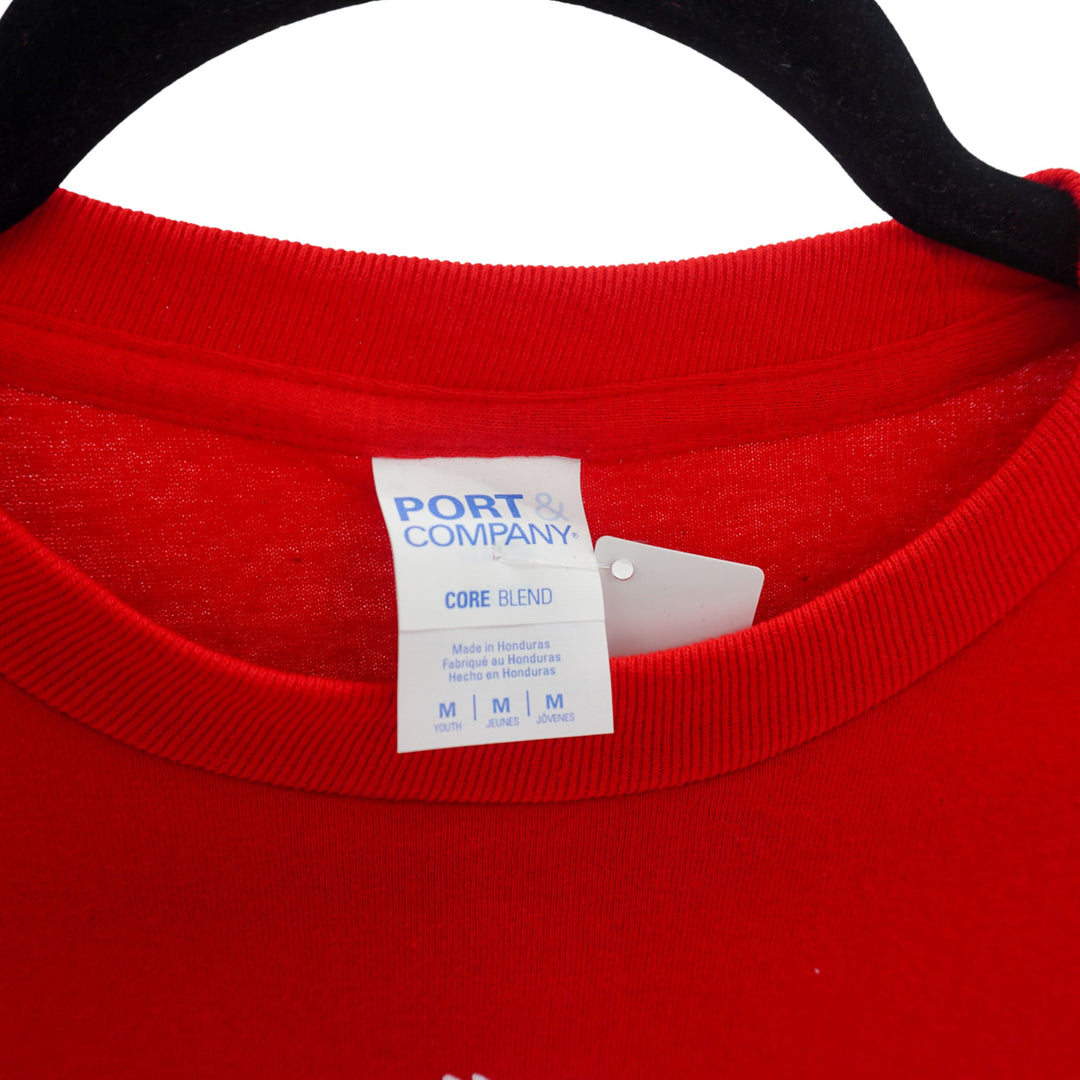 PORT &
COMPANY®
CORE BLEND
Made in Honduras
Fabriqué au Honduras
Hecho en Honduras
M | M | M
YOUTH JEUNES JÓVENES